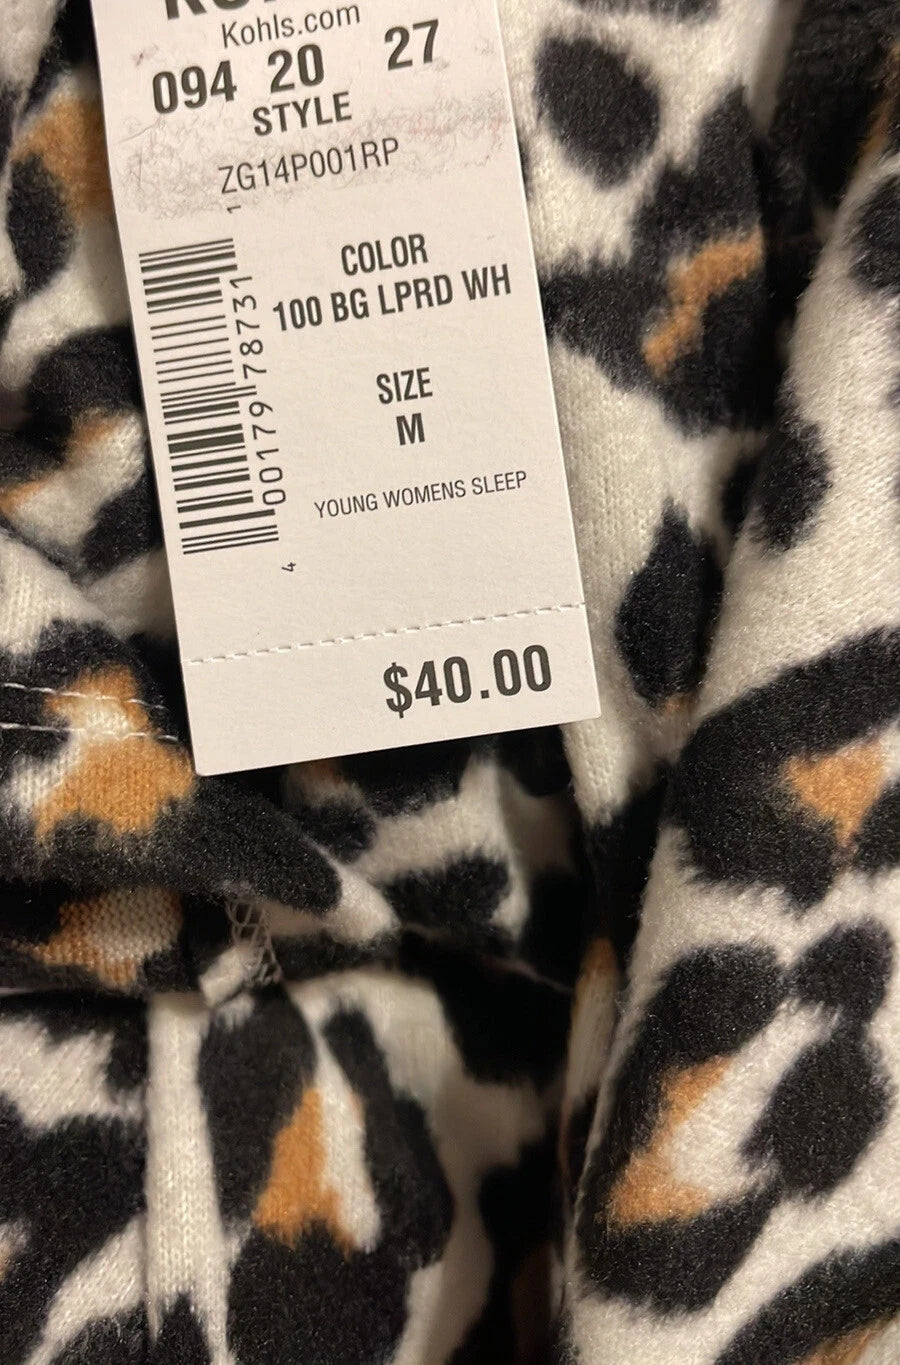 Kohls.com
094 20 27
STYLE
ZG14P001RP
COLOR
100 BG LPRD WH
SIZE
M
YOUNG WOMENS SLEEP
1
00179 78731
4
$40.00